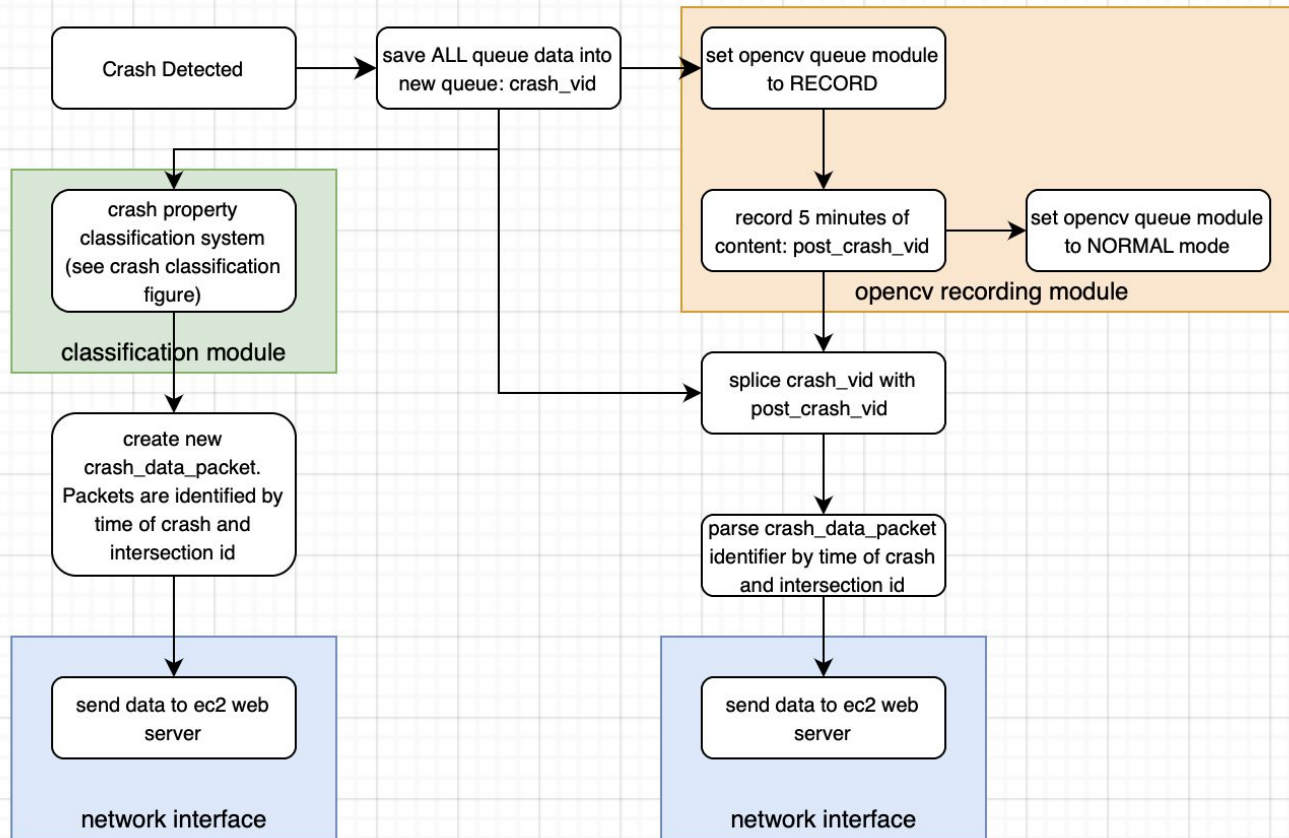 Crash Detected
save ALL queue data into
new queue: crash_vid
set opencv queue module
to RECORD
crash property
classification system
(see crash classification
figure)
classification module
record 5 minutes of
content: post_crash_vid
set opencv queue module
to NORMAL mode
opencv recording module
splice crash_vid with
post_crash_vid
create new
crash_data_packet.
Packets are identified by
time of crash and
intersection id
parse crash_data_packet
identifier by time of crash
and intersection id
send data to ec2 web
server
network interface
send data to ec2 web
server
network interface